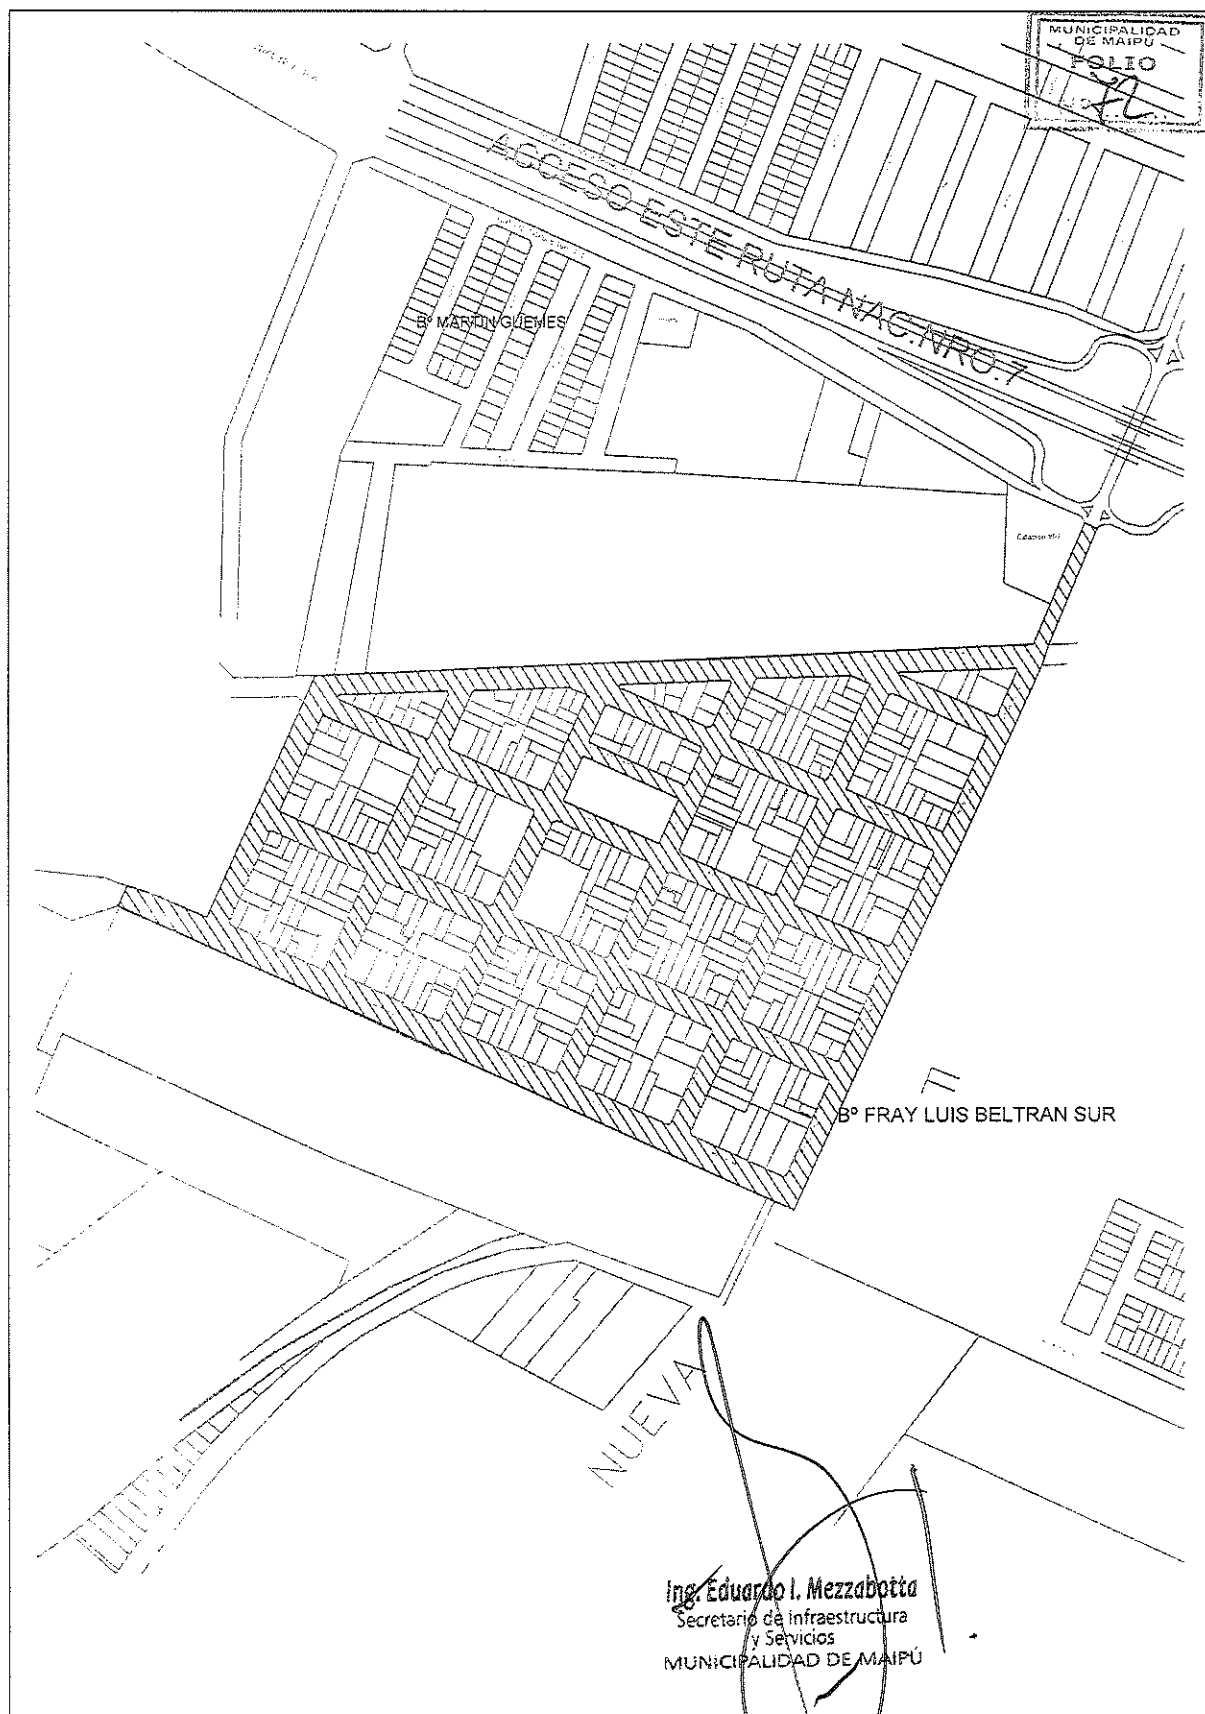 MUNICIPALIDAD
DE MAIPÚ
FOLIO
ACCESO ESTE RUTA NAC.NRO.7
Bº MARTIN GUEMES
Bº FRAY LUIS BELTRAN SUR
NUEVA
Ing. Eduardo I. Mezzabotta
Secretario de Infraestructura
y Servicios
MUNICIPALIDAD DE MAIPÚ